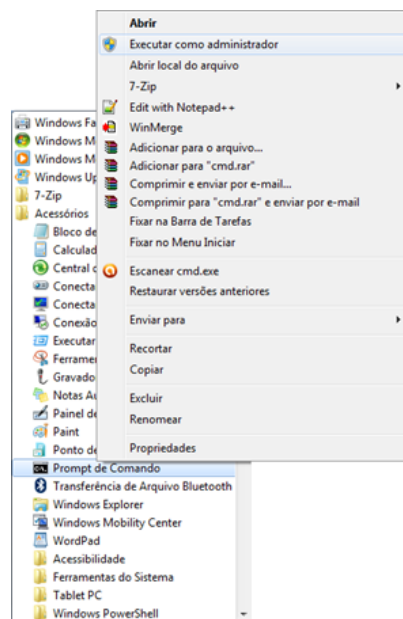 Abrir
Executar como administrador
Abrir local do arquivo
7-Zip
Edit with Notepad++
WinMerge
Adicionar para o arquivo...
Adicionar para "cmd.rar"
Comprimir e enviar por e-mail...
Comprimir para "cmd.rar" e enviar por e-mail
Fixar na Barra de Tarefas
Fixar no Menu Iniciar
Escanear cmd.exe
Restaurar versões anteriores
Enviar para
Recortar
Copiar
Excluir
Renomear
Propriedades
Windows Fa
Windows M
Windows M
Windows Up
7-Zip
Acessórios
Bloco de
Calculad
Central d
Conecta
Conecta
Conexão
Executar
Ferrame
Gravado
Notas Au
Painel de
Paint
Ponto de
Prompt de Comando
Transferência de Arquivo Bluetooth
Windows Explorer
Windows Mobility Center
WordPad
Acessibilidade
Ferramentas do Sistema
Tablet PC
Windows PowerShell